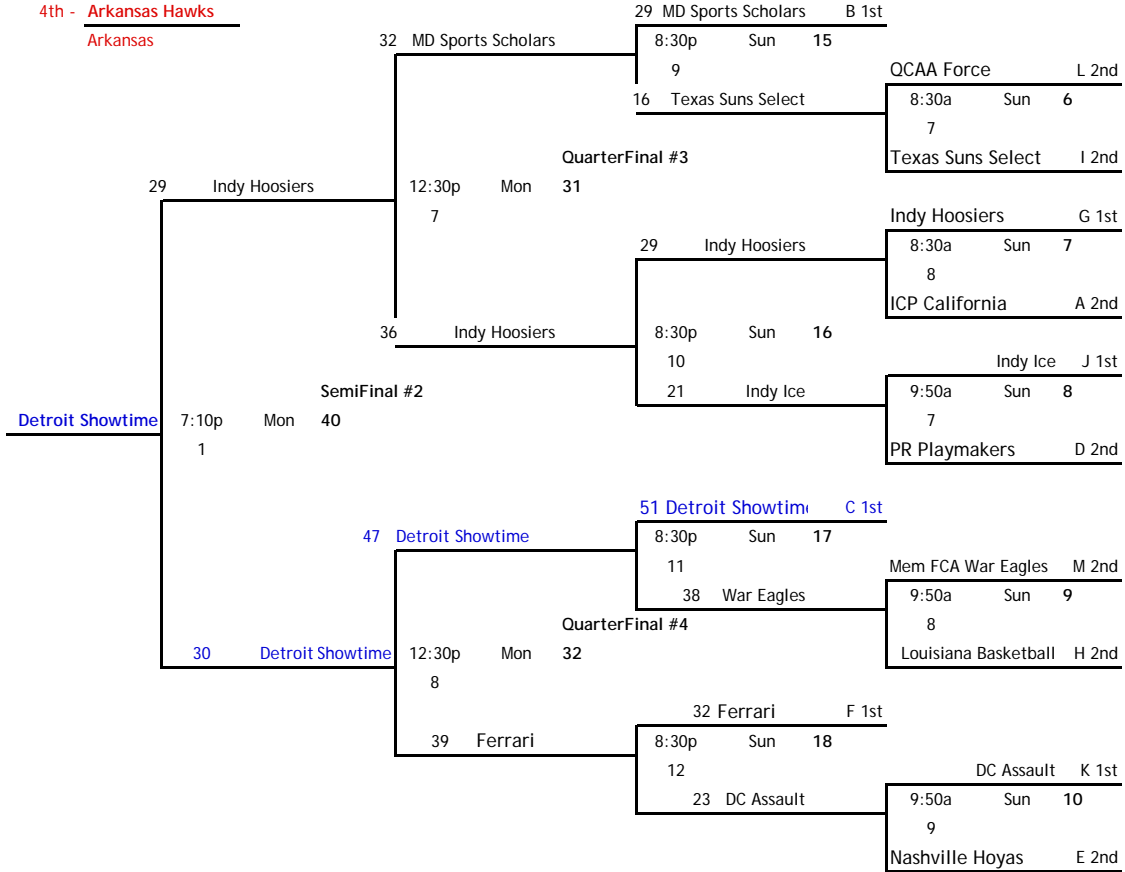 4th - Arkansas Hawks
Arkansas
29 MD Sports Scholars B 1st
32 MD Sports Scholars
8:30p Sun 15
9
QCAA Force L 2nd
16 Texas Suns Select
8:30a Sun 6
7
QuarterFinal #3
Texas Suns Select I 2nd
29 Indy Hoosiers
12:30p Mon 31
7
Indy Hoosiers G 1st
29 Indy Hoosiers
8:30a Sun 7
8
ICP California A 2nd
36 Indy Hoosiers
8:30p Sun 16
10
Indy Ice J 1st
21 Indy Ice
9:50a Sun 8
7
SemiFinal #2
Detroit Showtime
7:10p Mon 40
1
PR Playmakers D 2nd
51 Detroit Showtim C 1st
47 Detroit Showtime
8:30p Sun 17
11
Mem FCA War Eagles M 2nd
38 War Eagles
9:50a Sun 9
8
QuarterFinal #4
30 Detroit Showtime
12:30p Mon 32
8
Louisiana Basketball H 2nd
32 Ferrari F 1st
39 Ferrari
8:30p Sun 18
12
DC Assault K 1st
23 DC Assault
9:50a Sun 10
9
Nashville Hoyas E 2nd